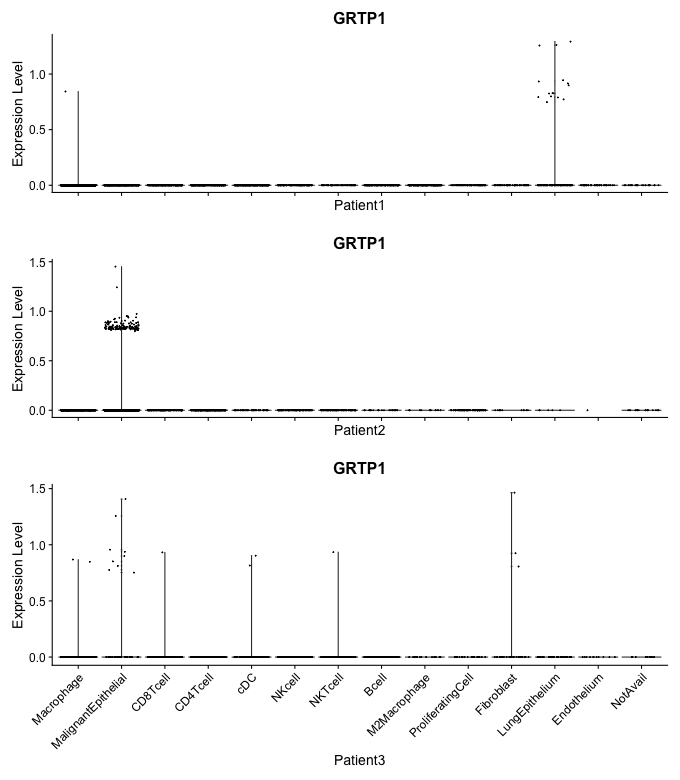 GRTP1
Expression Level
1.0
0.5
0.0
Patient1
GRTP1
Expression Level
1.5
1.0
0.5
0.0
Patient2
GRTP1
Expression Level
1.5
1.0
0.5
0.0
Macrophage
MalignantEpithelial
CD8Tcell
CD4Tcell
cDC
NKcell
NKTcell
Bcell
M2Macrophage
ProliferatingCell
Fibroblast
LungEpithelium
Endothelium
NotAvail
Patient3